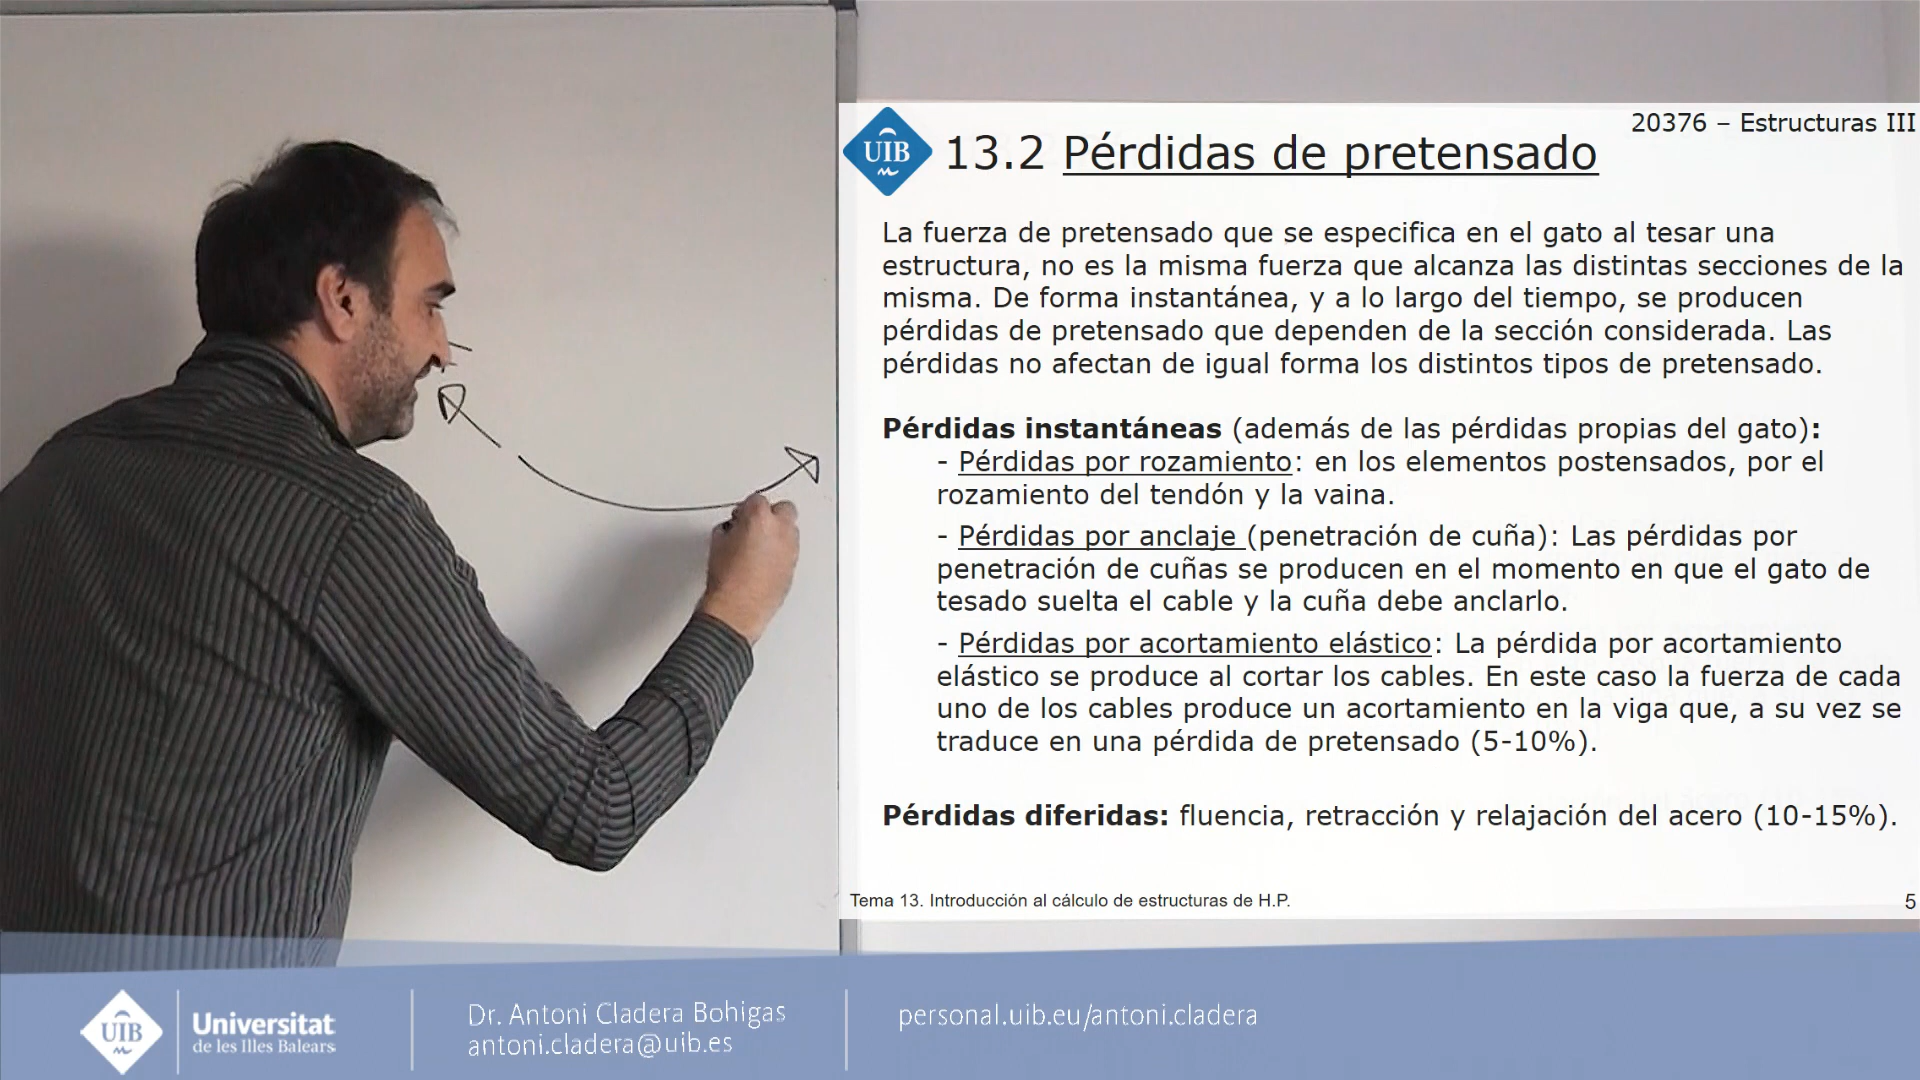 20376 – Estructuras III
UIB
13.2 Pérdidas de pretensado
La fuerza de pretensado que se especifica en el gato al tesar una
estructura, no es la misma fuerza que alcanza las distintas secciones de la
misma. De forma instantánea, y a lo largo del tiempo, se producen
pérdidas de pretensado que dependen de la sección considerada. Las
pérdidas no afectan de igual forma los distintos tipos de pretensado.
Pérdidas instantáneas (además de las pérdidas propias del gato):
- Pérdidas por rozamiento: en los elementos postensados, por el
rozamiento del tendón y la vaina.
- Pérdidas por anclaje (penetración de cuña): Las pérdidas por
penetración de cuñas se producen en el momento en que el gato de
tesado suelta el cable y la cuña debe anclarlo.
- Pérdidas por acortamiento elástico: La pérdida por acortamiento
elástico se produce al cortar los cables. En este caso la fuerza de cada
uno de los cables produce un acortamiento en la viga que, a su vez se
traduce en una pérdida de pretensado (5-10%).
Pérdidas diferidas: fluencia, retracción y relajación del acero (10-15%).
Tema 13. Introducción al cálculo de estructuras de H.P.
5
UIB
Universitat
de les Illes Balears
Dr. Antoni Cladera Bohigas
antoni.cladera@uib.es
personal.uib.eu/antoni.cladera